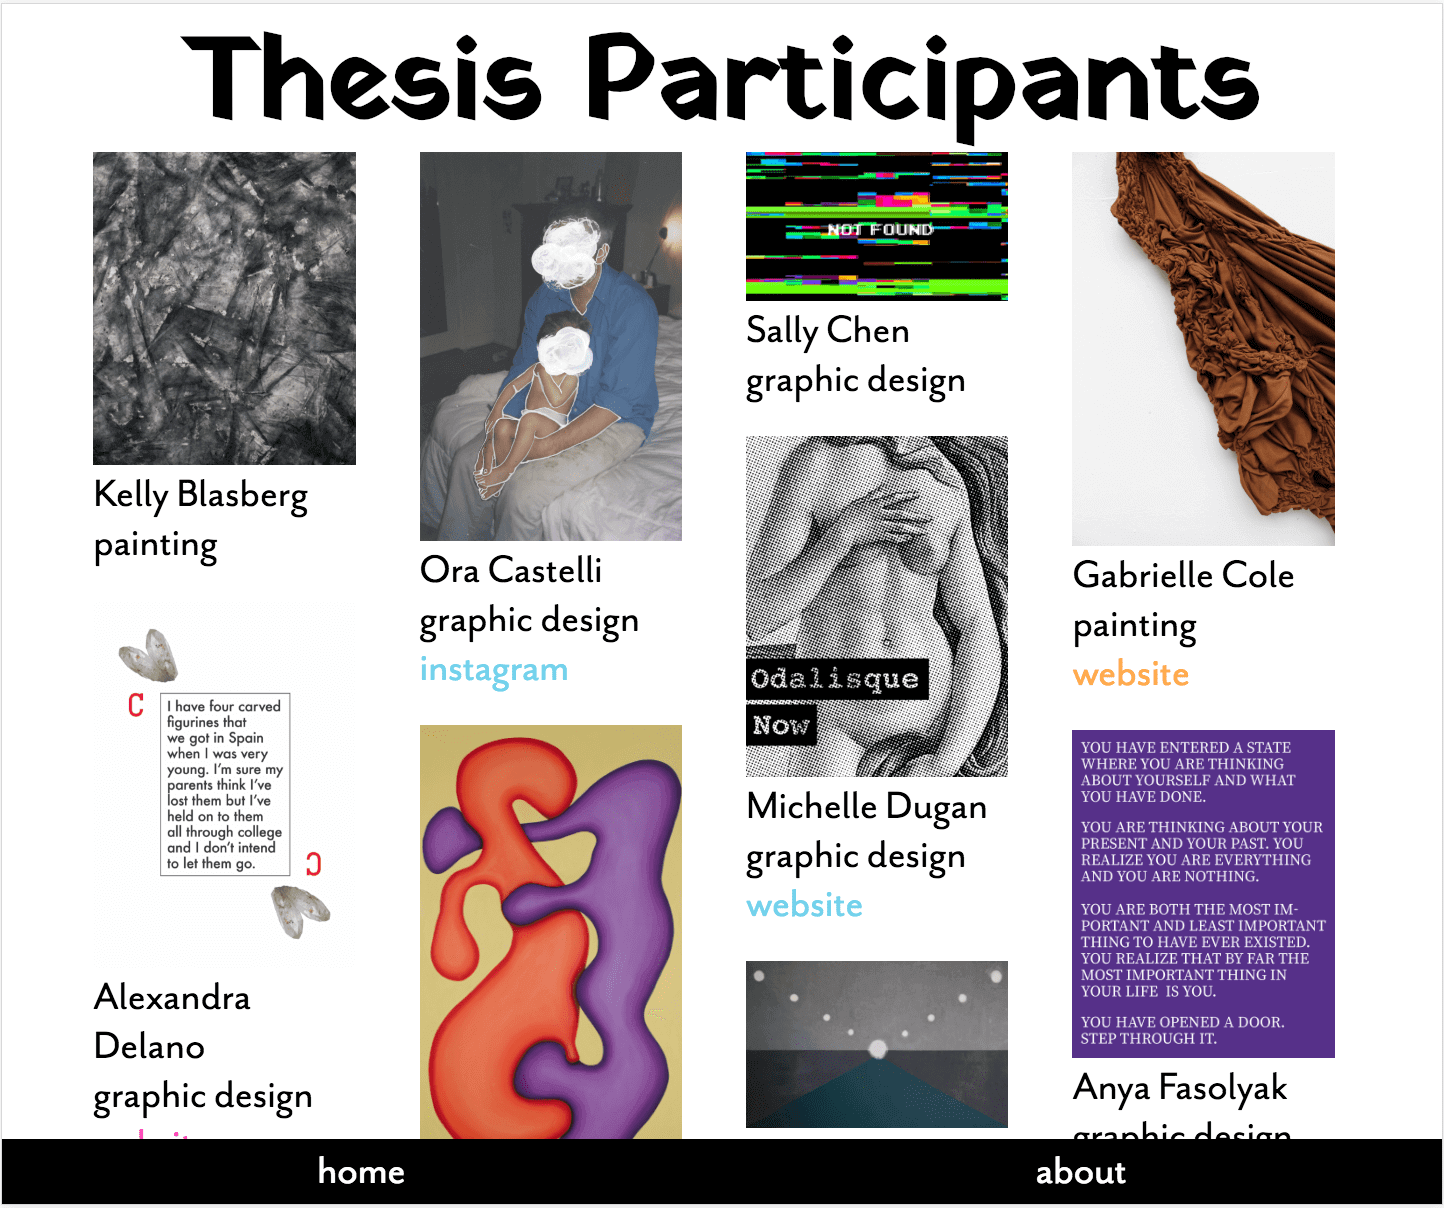 Thesis Participants
Kelly Blasberg
painting
C
I have four carved
figurines that
we got in Spain
when I was very
young. I'm sure my
parents think I've
lost them but I've
held on to them
all through college
and I don't intend
to let them go.
C
Alexandra
Delano
graphic design
Ora Castelli
graphic design
instagram
NOT FOUND
Sally Chen
graphic design
Odalisque
Now
Michelle Dugan
graphic design
website
Gabrielle Cole
painting
website
YOU HAVE ENTERED A STATE
WHERE YOU ARE THINKING
ABOUT YOURSELF AND WHAT
YOU HAVE DONE.
YOU ARE THINKING ABOUT YOUR
PRESENT AND YOUR PAST. YOU
REALIZE YOU ARE EVERYTHING
AND YOU ARE NOTHING.
YOU ARE BOTH THE MOST IM-
PORTANT AND LEAST IMPORTANT
THING TO HAVE EVER EXISTED.
YOU REALIZE THAT BY FAR THE
MOST IMPORTANT THING IN
YOUR LIFE IS YOU.
YOU HAVE OPENED A DOOR.
STEP THROUGH IT.
Anya Fasolyak
graphic design
home
about